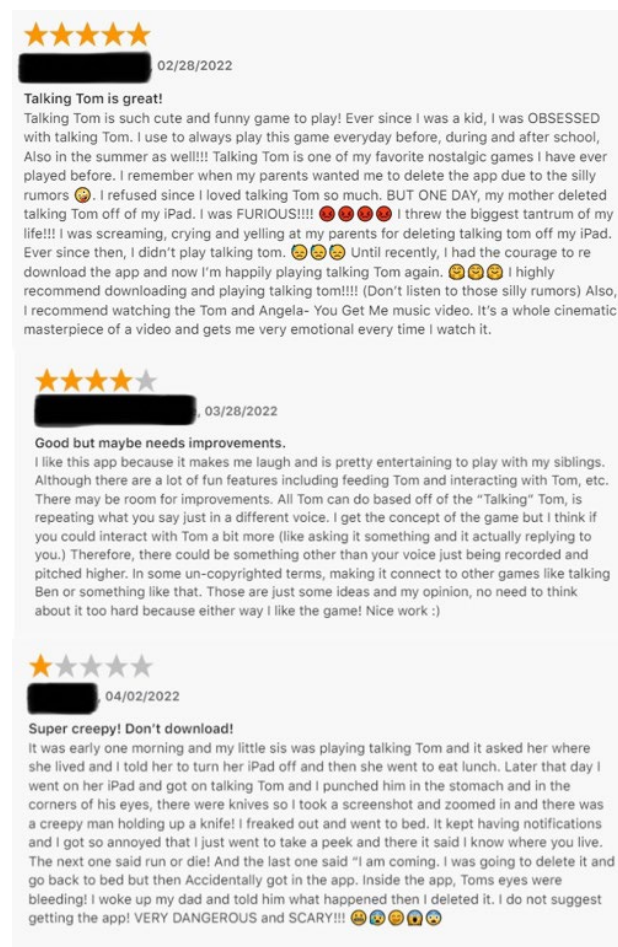 02/28/2022
Talking Tom is great!
Talking Tom is such cute and funny game to play! Ever since I was a kid, I was OBSESSED
with talking Tom. I use to always play this game everyday before, during and after school,
Also in the summer as well!!! Talking Tom is one of my favorite nostalgic games I have ever
played before. I remember when my parents wanted me to delete the app due to the silly
rumors 🤪. I refused since I loved talking Tom so much. BUT ONE DAY, my mother deleted
talking Tom off of my iPad. I was FURIOUS!!!! 😡😡😡😡 I threw the biggest tantrum of my
life!!! I was screaming, crying and yelling at my parents for deleting talking tom off my iPad.
Ever since then, I didn't play talking tom. 😓😓😓 Until recently, I had the courage to re
download the app and now I'm happily playing talking Tom again. 🤗🤗🤗 I highly
recommend downloading and playing talking tom!!!! (Don't listen to those silly rumors) Also,
I recommend watching the Tom and Angela- You Get Me music video. It's a whole cinematic
masterpiece of a video and gets me very emotional every time I watch it.
, 03/28/2022
Good but maybe needs improvements.
I like this app because it makes me laugh and is pretty entertaining to play with my siblings.
Although there are a lot of fun features including feeding Tom and interacting with Tom, etc.
There may be room for improvements. All Tom can do based off of the “Talking” Tom, is
repeating what you say just in a different voice. I get the concept of the game but I think if
you could interact with Tom a bit more (like asking it something and it actually replying to
you.) Therefore, there could be something other than your voice just being recorded and
pitched higher. In some un-copyrighted terms, making it connect to other games like talking
Ben or something like that. Those are just some ideas and my opinion, no need to think
about it too hard because either way I like the game! Nice work :)
04/02/2022
Super creepy! Don't download!
It was early one morning and my little sis was playing talking Tom and it asked her where
she lived and I told her to turn her iPad off and then she went to eat lunch. Later that day I
went on her iPad and got on talking Tom and I punched him in the stomach and in the
corners of his eyes, there were knives so I took a screenshot and zoomed in and there was
a creepy man holding up a knife! I freaked out and went to bed. It kept having notifications
and I got so annoyed that I just went to take a peek and there it said I know where you live.
The next one said run or die! And the last one said “I am coming. I was going to delete it and
go back to bed but then Accidentally got in the app. Inside the app, Toms eyes were
bleeding! I woke up my dad and told him what happened then I deleted it. I do not suggest
getting the app! VERY DANGEROUS and SCARY!!!